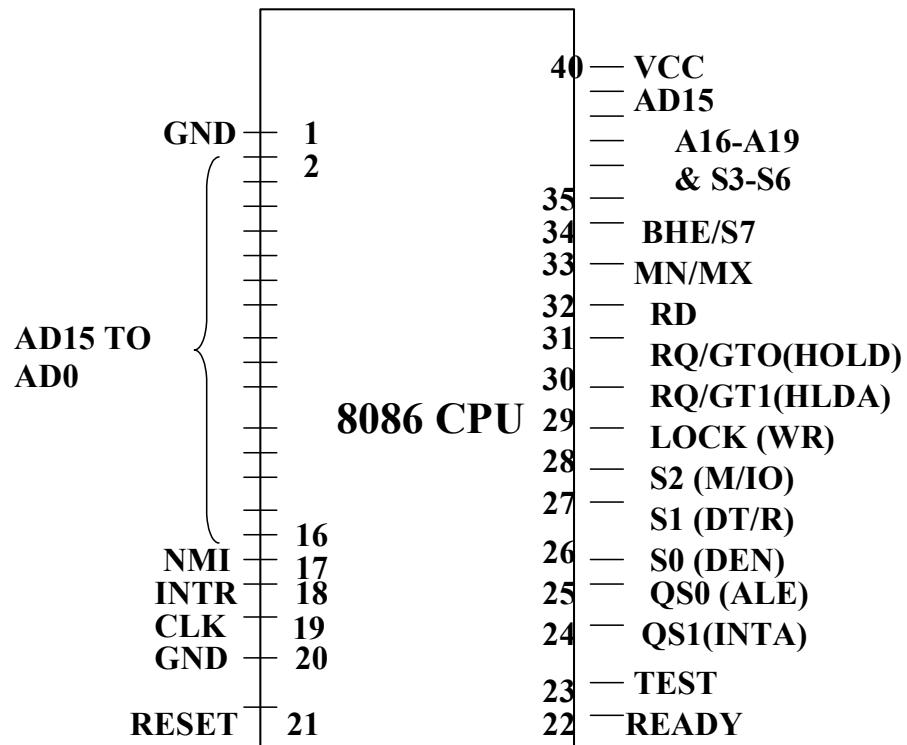 40 VCC
AD15
GND 1
A16-A19
2
& S3-S6
35
34 BHE/S7
33 MN/MX
32 RD
31
AD15 TO
AD0
RQ/GTO(HOLD)
30 RQ/GT1(HLDA)
8086 CPU
29 LOCK (WR)
28 S2 (M/IO)
27 S1 (DT/R)
16
NMI 17
26 S0 (DEN)
INTR 18
25 QS0 (ALE)
CLK 19
24 QS1(INTA)
GND 20
23 TEST
RESET 21
22 READY